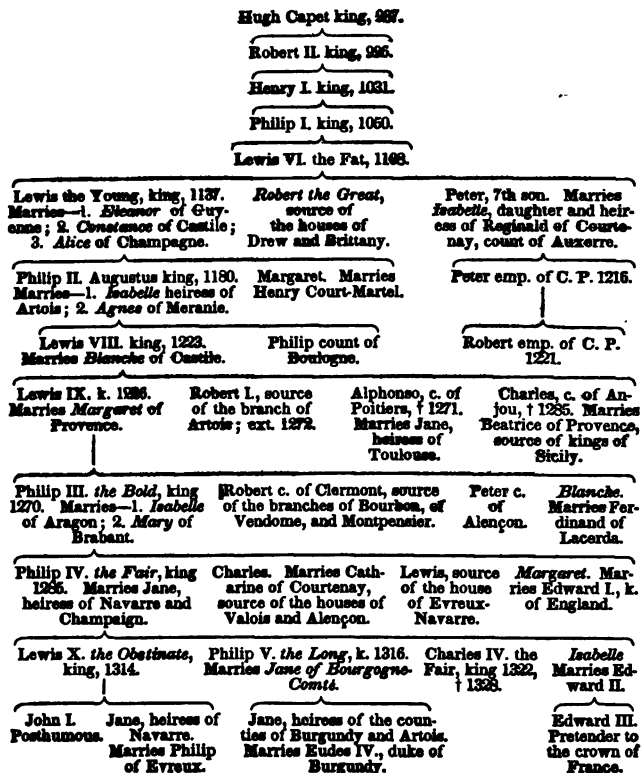 Hugh Capet king, 987.
Robert II. king, 996.
Henry I. king, 1031.
Philip I. king, 1060.
Lewis VI. the Fat, 1108.
Lewis the Young, king, 1137.
Marries—1. Eleanor of Guy-
enne; 2. Constance of Castile;
3. Alice of Champagne.
Robert the Great,
source of
the houses of
Drew and Brittany.
Peter, 7th son. Marries
Isabelle, daughter and heir-
ess of Reginald of Courte-
nay, count of Auxerre.
Philip II. Augustus king, 1180.
Marries—1. Isabelle heiress of
Artois; 2. Agnes of Meranie.
Margaret. Marries
Henry Court-Martel.
Peter emp. of C. P. 1216.
Lewis VIII. king, 1223.
Marries Blanche of Castile.
Philip count of
Boulogne.
Robert emp. of C. P.
1221.
Lewis IX. k. 1226.
Marries Margaret of
Provence.
Robert I., source
of the branch of
Artois; ext. 1272.
Alphonso, c. of
Poitiers, † 1271.
Marries Jane,
heiress of
Toulouse.
Charles, c. of An-
jou, † 1285. Marries
Beatrice of Provence,
source of kings of
Sicily.
Philip III. the Bold, king
1270. Marries—1. Isabelle
of Aragon; 2. Mary of
Brabant.
Robert c. of Clermont, source
of the branches of Bourbon, of
Vendome, and Montpensier.
Peter c.
of
Alençon.
Blanche.
Marries Fer-
dinand of
Lacerda.
Philip IV. the Fair, king
1285. Marries Jane,
heiress of Navarre and
Champaign.
Charles. Marries Cath-
arine of Courtenay,
source of the houses of
Valois and Alençon.
Lewis, source
of the house
of Evreux-
Navarre.
Margaret. Mar-
ries Edward I., k.
of England.
Lewis X. the Obstinate,
king, 1314.
Philip V. the Long, k. 1316.
Marries Jane of Bourgogne-
Comté.
Charles IV. the
Fair, king 1322,
† 1328.
Isabelle
Marries Ed-
ward II.
John I.
Posthumous.
Jane, heiress of
Navarre.
Marries Philip
of Evreux.
Jane, heiress of the coun-
ties of Burgundy and Artois.
Marries Eudes IV., duke of
Burgundy.
Edward III.
Pretender to
the crown of
France.